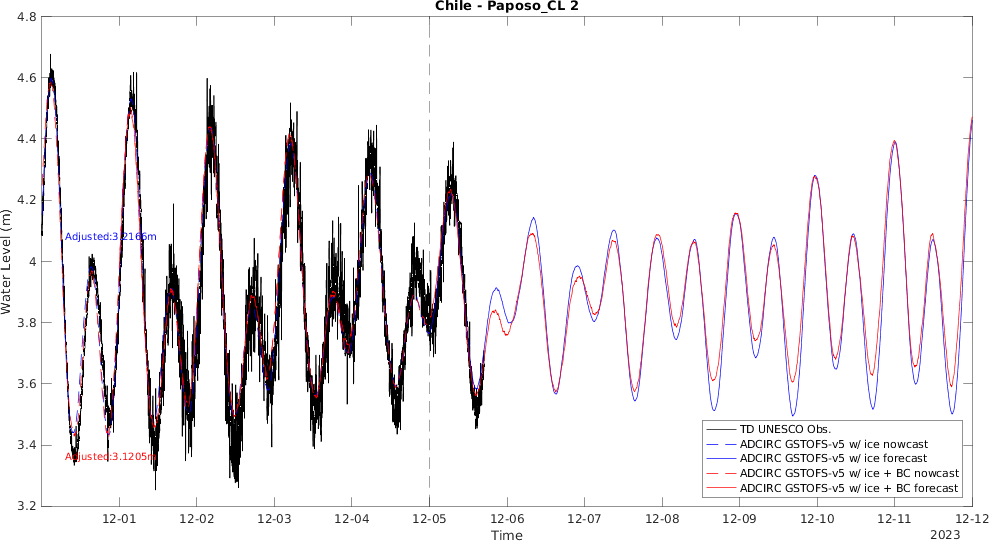 Chile - Paposo_CL 2
Water Level (m)
4.8
4.6
4.4
4.2
4
3.8
3.6
3.4
3.2
Adjusted:3.2166m
Adjusted:3.1205m
TD UNESCO Obs.
ADCIRC GSTOFS-v5 w/ ice nowcast
ADCIRC GSTOFS-v5 w/ ice forecast
ADCIRC GSTOFS-v5 w/ ice + BC nowcast
ADCIRC GSTOFS-v5 w/ ice + BC forecast
12-01 12-02 12-03 12-04 12-05 12-06 12-07 12-08 12-09 12-10 12-11 12-12
Time
2023